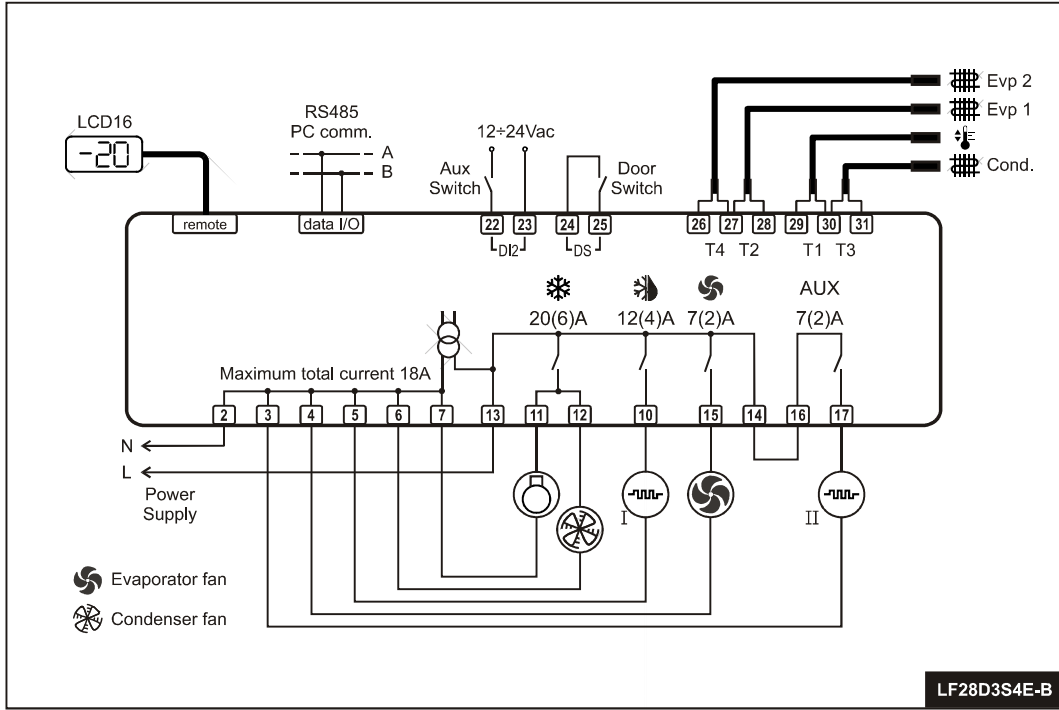 Evp 2
Evp 1
Cond.
LCD16
-20
RS485
PC comm.
A
B
12÷24Vac
Aux
Switch
Door
Switch
remote
data I/O
22 23 24 25 26 27 28 29 30 31
DI2 DS T4 T2 T1 T3
AUX
20(6)A 12(4)A 7(2)A 7(2)A
Maximum total current 18A
2 3 4 5 6 7 13 11 12 10 15 14 16 17
N
L
Power
Supply
I
II
Evaporator fan
Condenser fan
LF28D3S4E-B